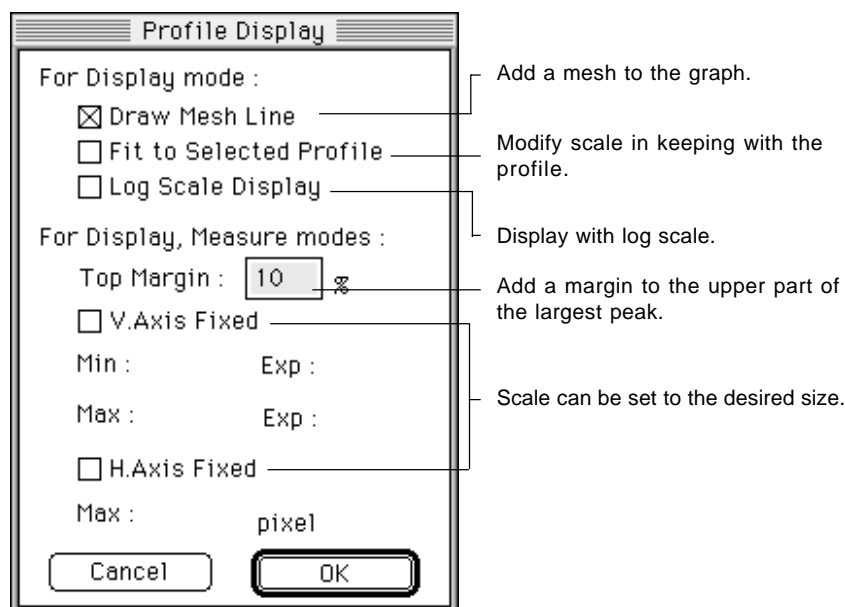 Profile Display
For Display mode :
Draw Mesh Line
Fit to Selected Profile
Log Scale Display
For Display, Measure modes :
Top Margin : 10 %
V.Axis Fixed
Min : Exp :
Max : Exp :
H.Axis Fixed
Max : pixel
Cancel OK
Add a mesh to the graph.
Modify scale in keeping with the
profile.
Display with log scale.
Add a margin to the upper part of
the largest peak.
Scale can be set to the desired size.